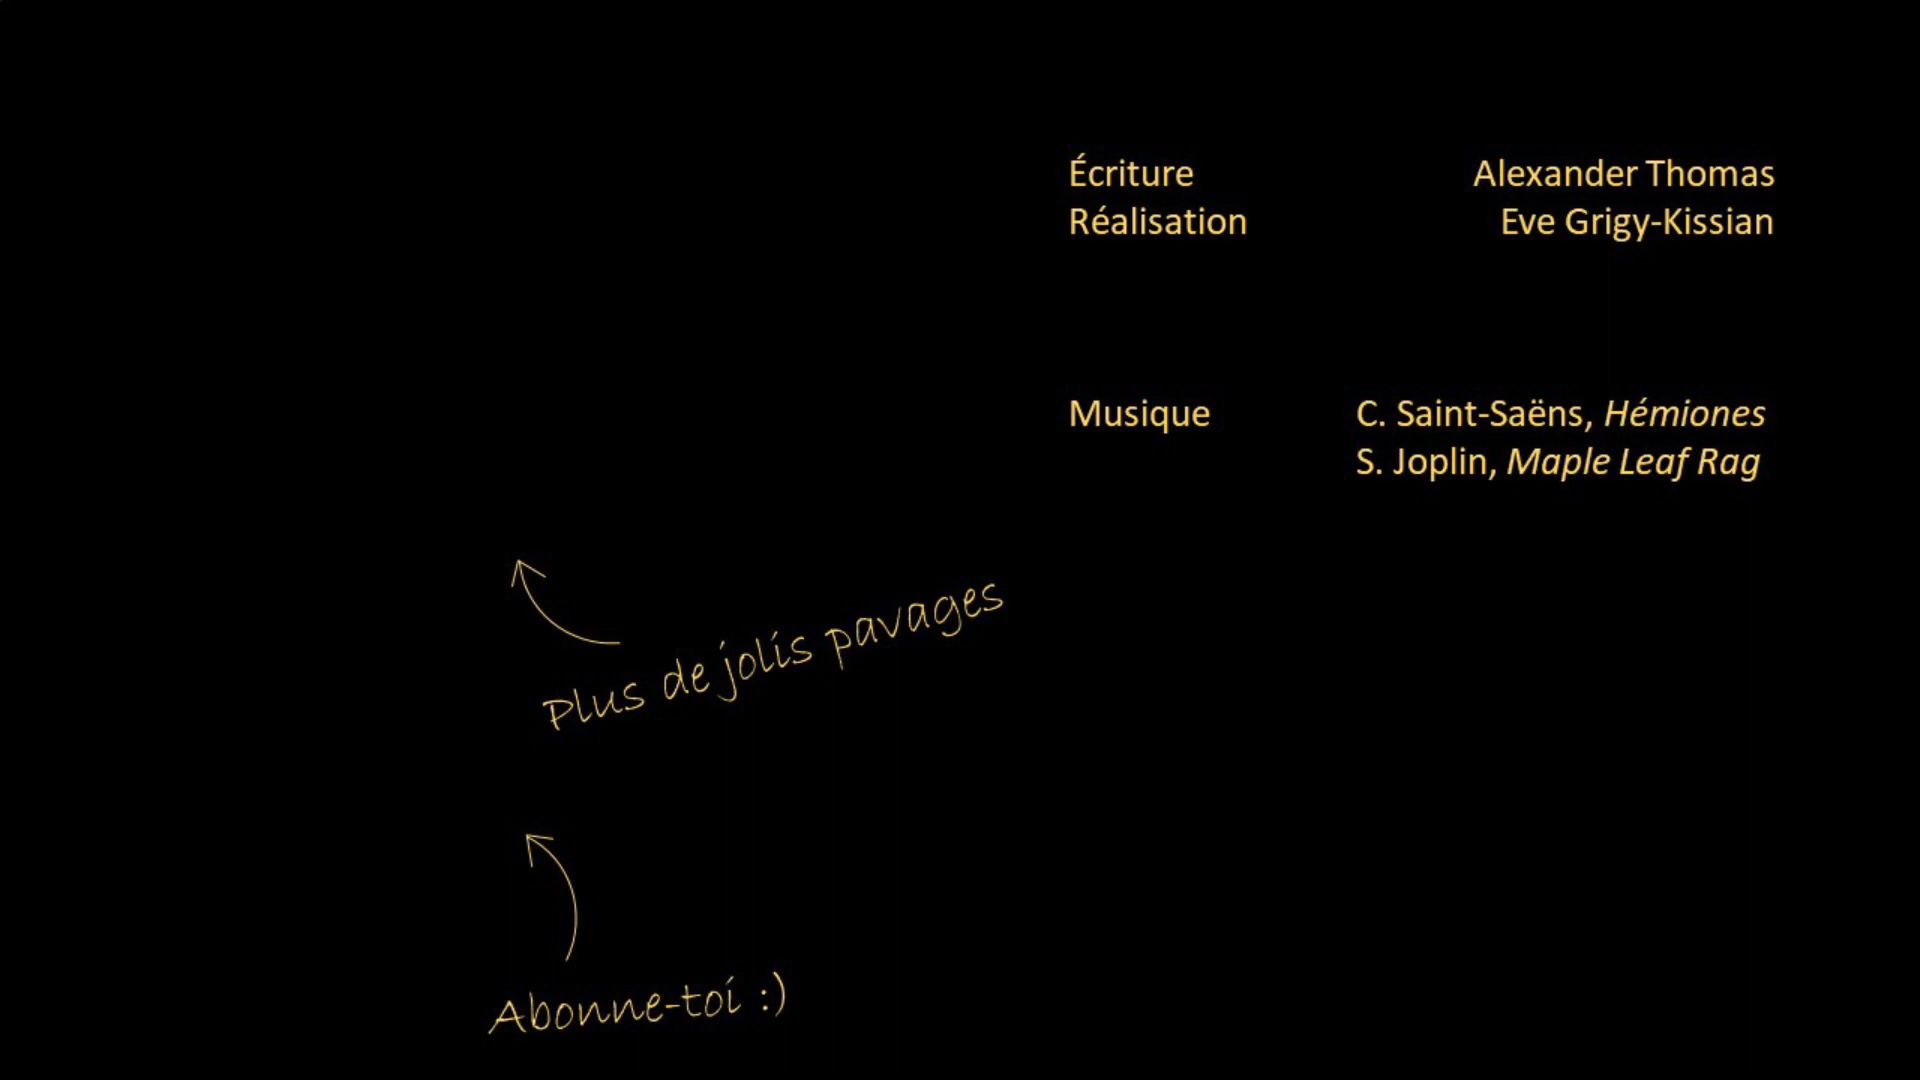 Écriture Alexander Thomas
Réalisation Eve Grigy-Kissian
Musique C. Saint-Saëns, Hémiones
S. Joplin, Maple Leaf Rag
Plus de jolis pavages
Abonne-toi :)